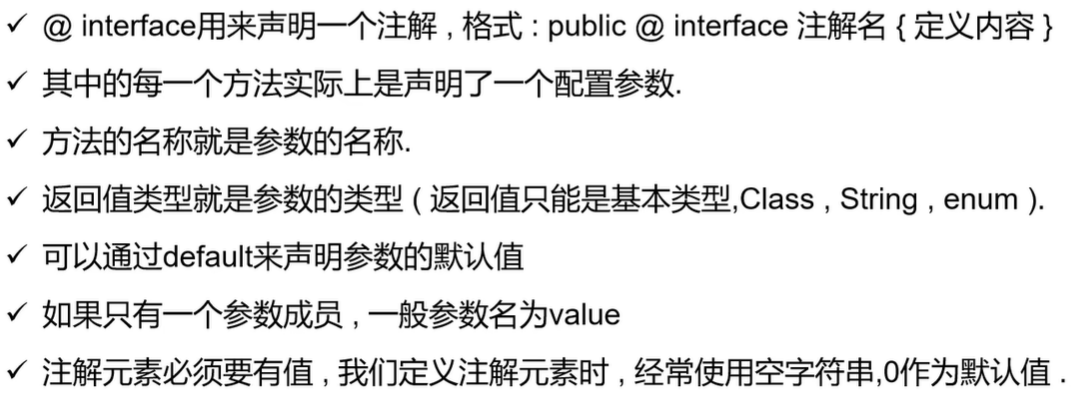 ✓ @ interface用来声明一个注解 , 格式 : public @ interface 注解名 { 定义内容 }
✓ 其中的每一个方法实际上是声明了一个配置参数.
✓ 方法的名称就是参数的名称.
✓ 返回值类型就是参数的类型 ( 返回值只能是基本类型,Class , String , enum ).
✓ 可以通过default来声明参数的默认值
✓ 如果只有一个参数成员 , 一般参数名为value
✓ 注解元素必须要有值 , 我们定义注解元素时 , 经常使用空字符串,0作为默认值 .